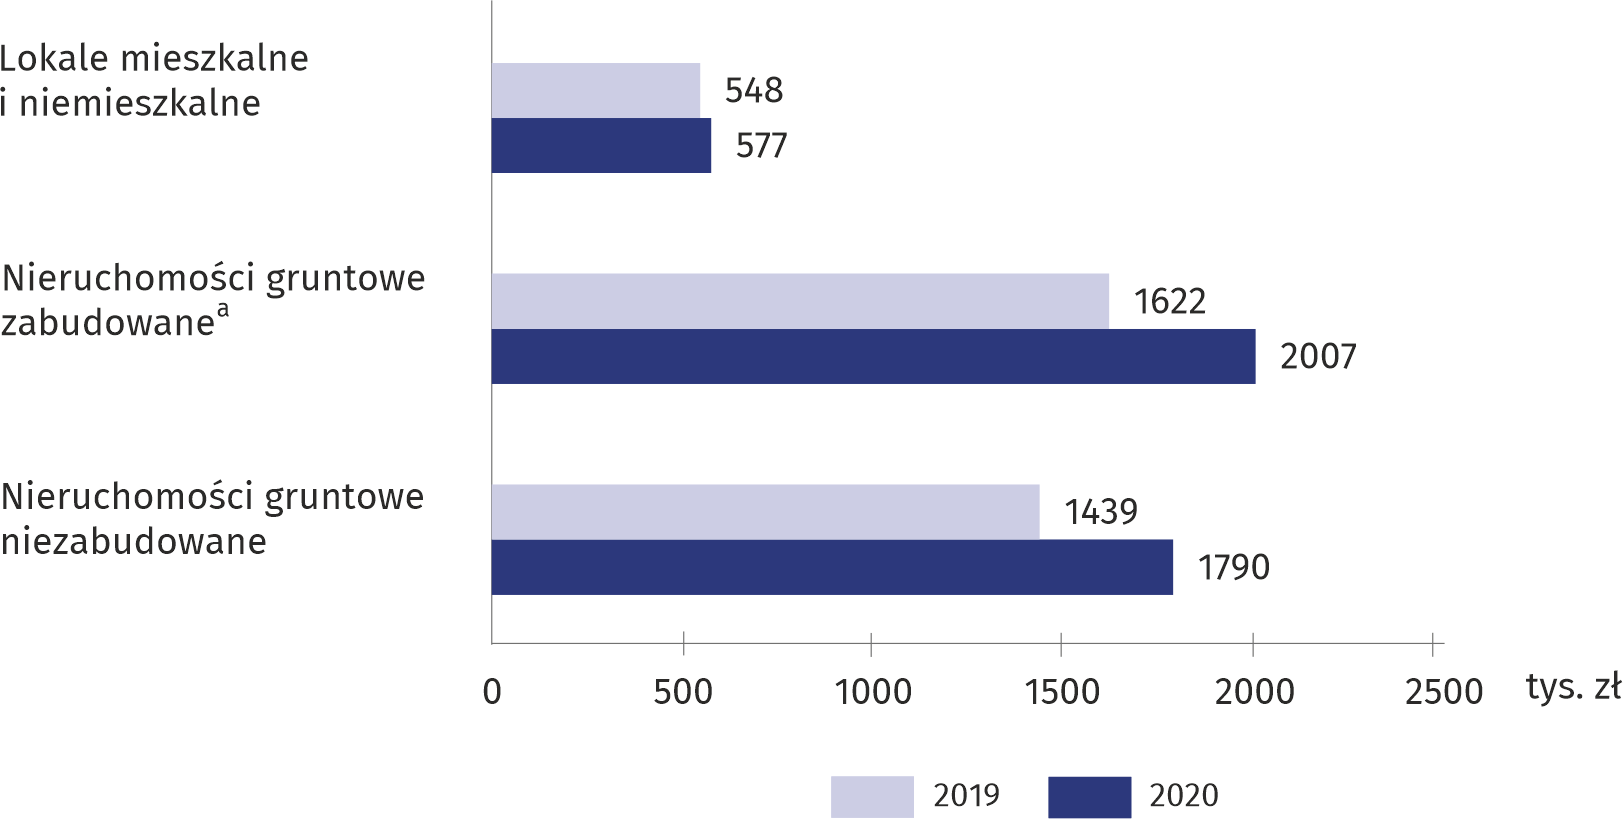 Lokale mieszkalne
i niemieszkalne
548
577
Nieruchomości gruntowe
zabudowaneᵃ
1622
2007
Nieruchomości gruntowe
niezabudowane
1439
1790
0 500 1000 1500 2000 2500 tys. zł
2019 2020